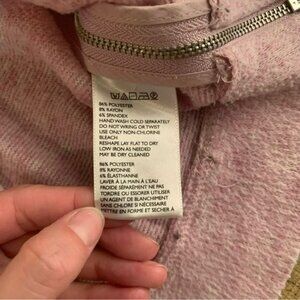 86% POLYESTER
8% RAYON
6% SPANDEX
HAND WASH COLD SEPARATELY
DO NOT WRING OR TWIST
USE ONLY NON-CHLORINE
BLEACH
RESHAPE LAY FLAT TO DRY
LOW IRON AS NEEDED
MAY BE DRY CLEANED
86% POLYESTER
8% RAYONNE
6% ÉLASTHANNE
LAVER À LA MAIN À L'EAU
FROIDE SÉPARÉMENT NE PAS
TORDRE OU ESSORER UTILISER
UN AGENT DE BLANCHIMENT
SANS CHLORE SI NÉCESSAIRE
METTRE EN FORME ET SÉCHER À